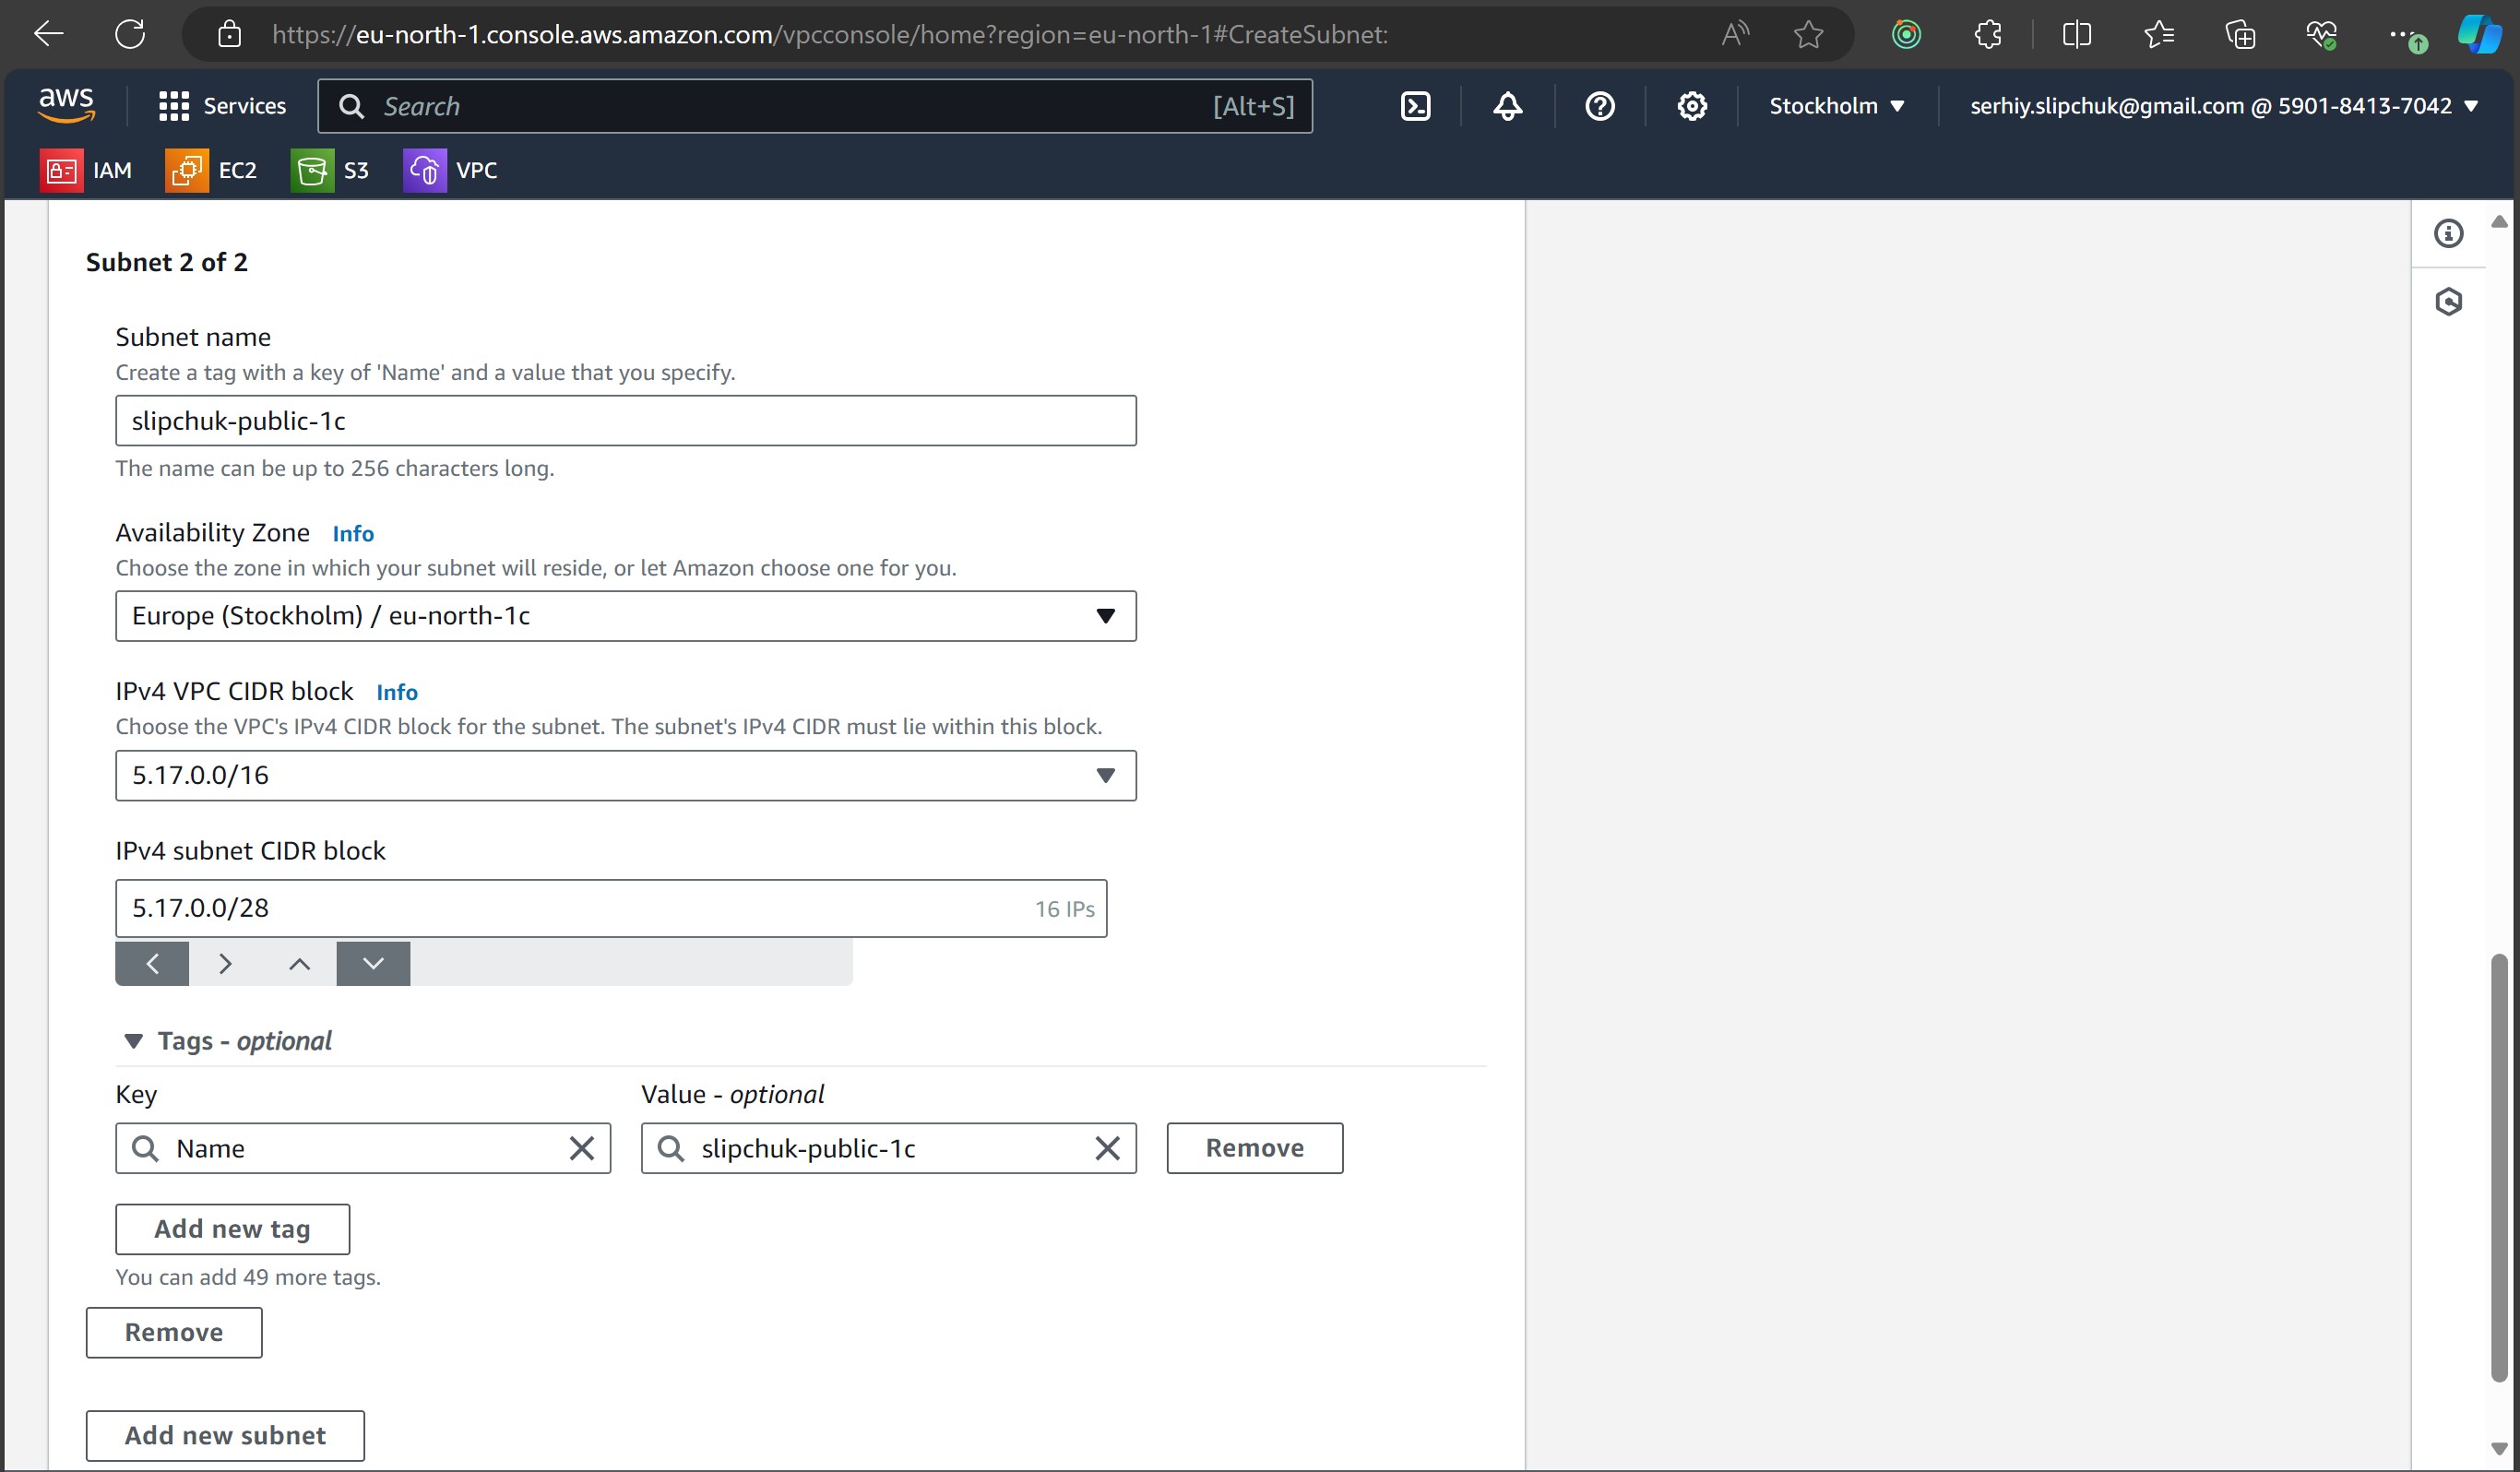 https://eu-north-1.console.aws.amazon.com/vpcconsole/home?region=eu-north-1#CreateSubnet:
aws
Services
Search
[Alt+S]
Stockholm
serhiy.slipchuk@gmail.com @ 5901-8413-7042
IAM
EC2
S3
VPC
Subnet 2 of 2
Subnet name
Create a tag with a key of 'Name' and a value that you specify.
slipchuk-public-1c
The name can be up to 256 characters long.
Availability Zone Info
Choose the zone in which your subnet will reside, or let Amazon choose one for you.
Europe (Stockholm) / eu-north-1c
IPv4 VPC CIDR block Info
Choose the VPC's IPv4 CIDR block for the subnet. The subnet's IPv4 CIDR must lie within this block.
5.17.0.0/16
IPv4 subnet CIDR block
5.17.0.0/28
16 IPs
Tags - optional
Key
Value - optional
Name
slipchuk-public-1c
Remove
Add new tag
You can add 49 more tags.
Remove
Add new subnet